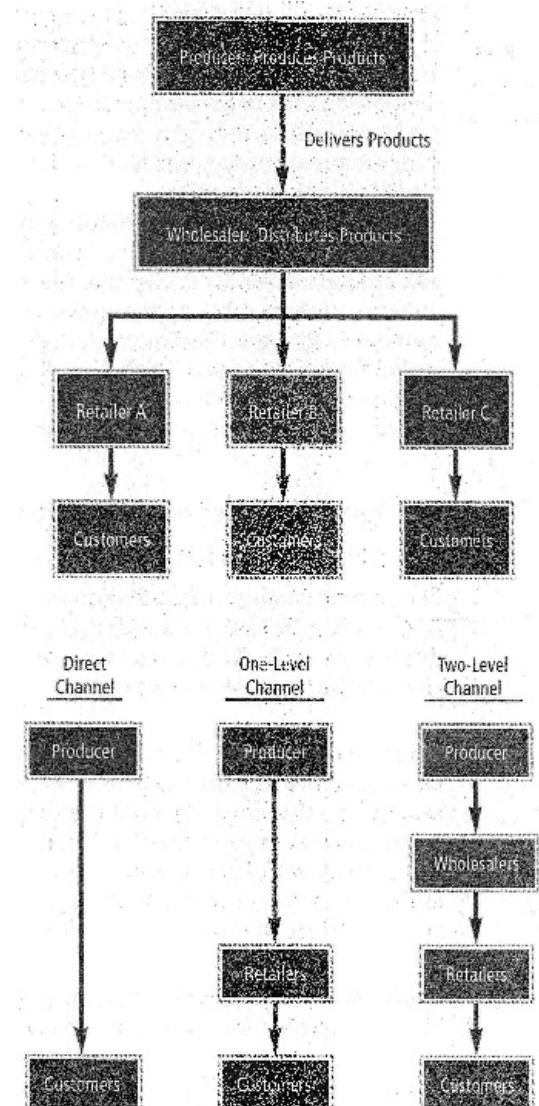 Producer: Produces Products
Delivers Products
Wholesaler: Distributes Products
Retailer A
Retailer B
Retailer C
Customers
Customers
Customers
Direct
Channel
One-Level
Channel
Two-Level
Channel
Producer
Producer
Producer
Wholesalers
Retailers
Retailers
Customers
Customers
Customers